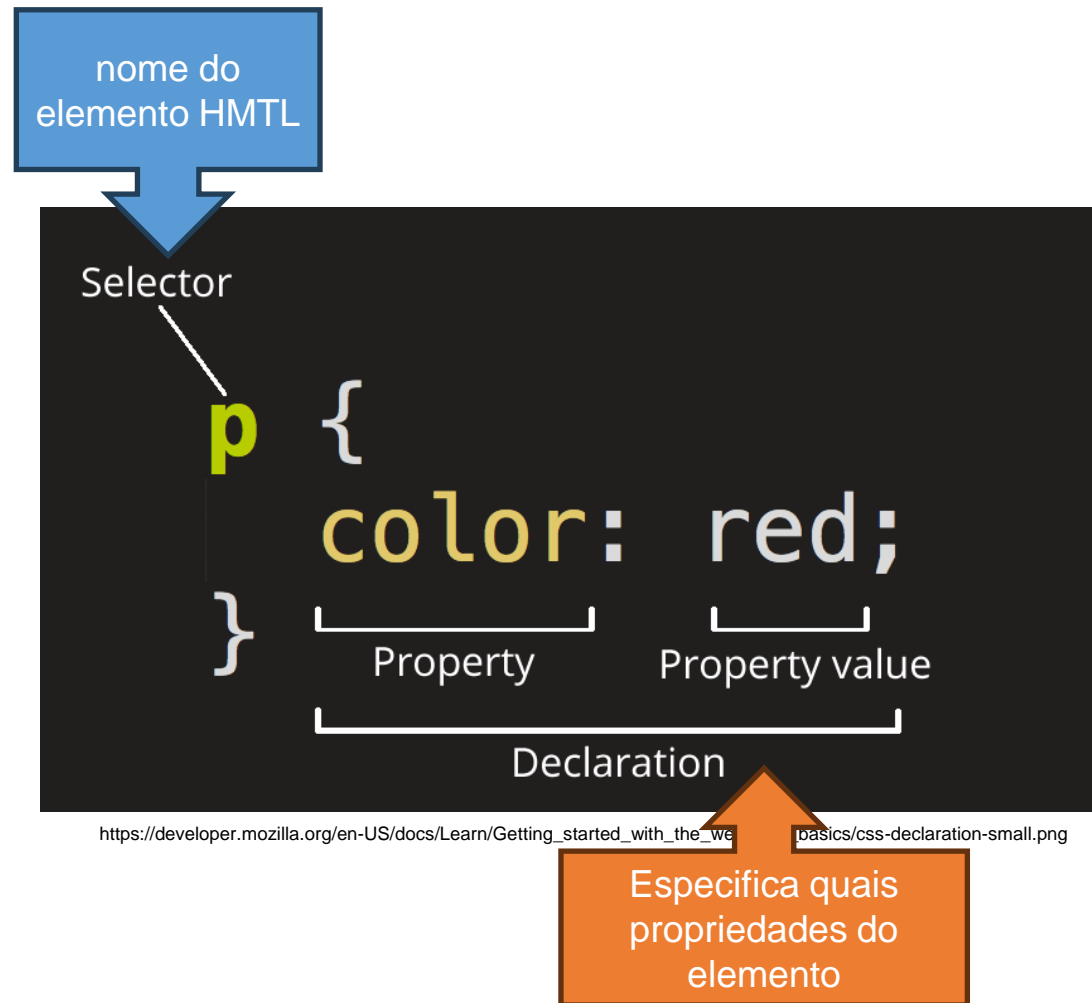 nome do
elemento HMTL
Selector
p {
color: red;
}
Property
Property value
Declaration
https://developer.mozilla.org/en-US/docs/Learn/Getting_started_with_the_we basics/css-declaration-small.png
Especifica quais
propriedades do
elemento